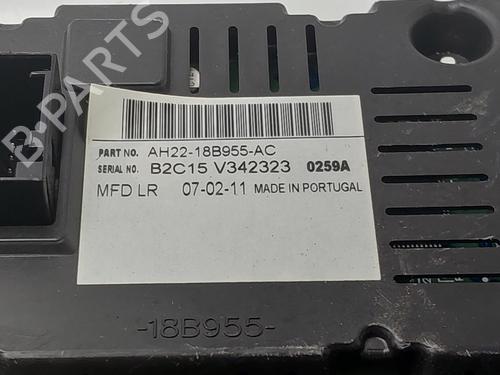 PART NO. AH22-18B955-AC
SERIAL NO. B2C15 V342323 0259A
MFD LR 07-02-11 MADE IN PORTUGAL
-18B955-